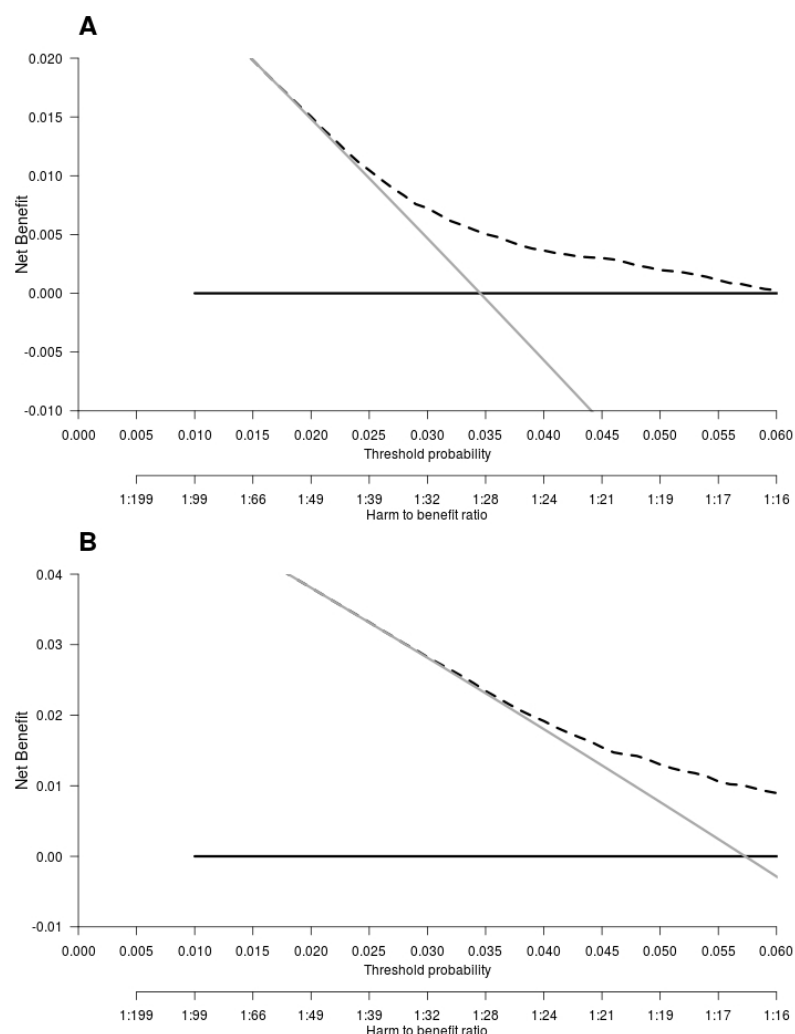 A
0.020
0.015
0.010
0.005
0.000
-0.005
-0.010
Net Benefit
0.000 0.005 0.010 0.015 0.020 0.025 0.030 0.035 0.040 0.045 0.050 0.055 0.060
Threshold probability
1:199 1:99 1:66 1:49 1:39 1:32 1:28 1:24 1:21 1:19 1:17 1:16
Harm to benefit ratio
B
0.04
0.03
0.02
0.01
0.00
-0.01
Net Benefit
0.000 0.005 0.010 0.015 0.020 0.025 0.030 0.035 0.040 0.045 0.050 0.055 0.060
Threshold probability
1:199 1:99 1:66 1:49 1:39 1:32 1:28 1:24 1:21 1:19 1:17 1:16
Harm to benefit ratio